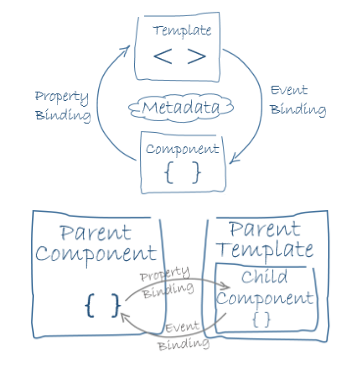 Template
< >
Property
Binding
Metadata
Event
Binding
Component
{ }
Parent
Component
{ }
Property
Binding
Event
Binding
Parent
Template
Child
Component
{ }